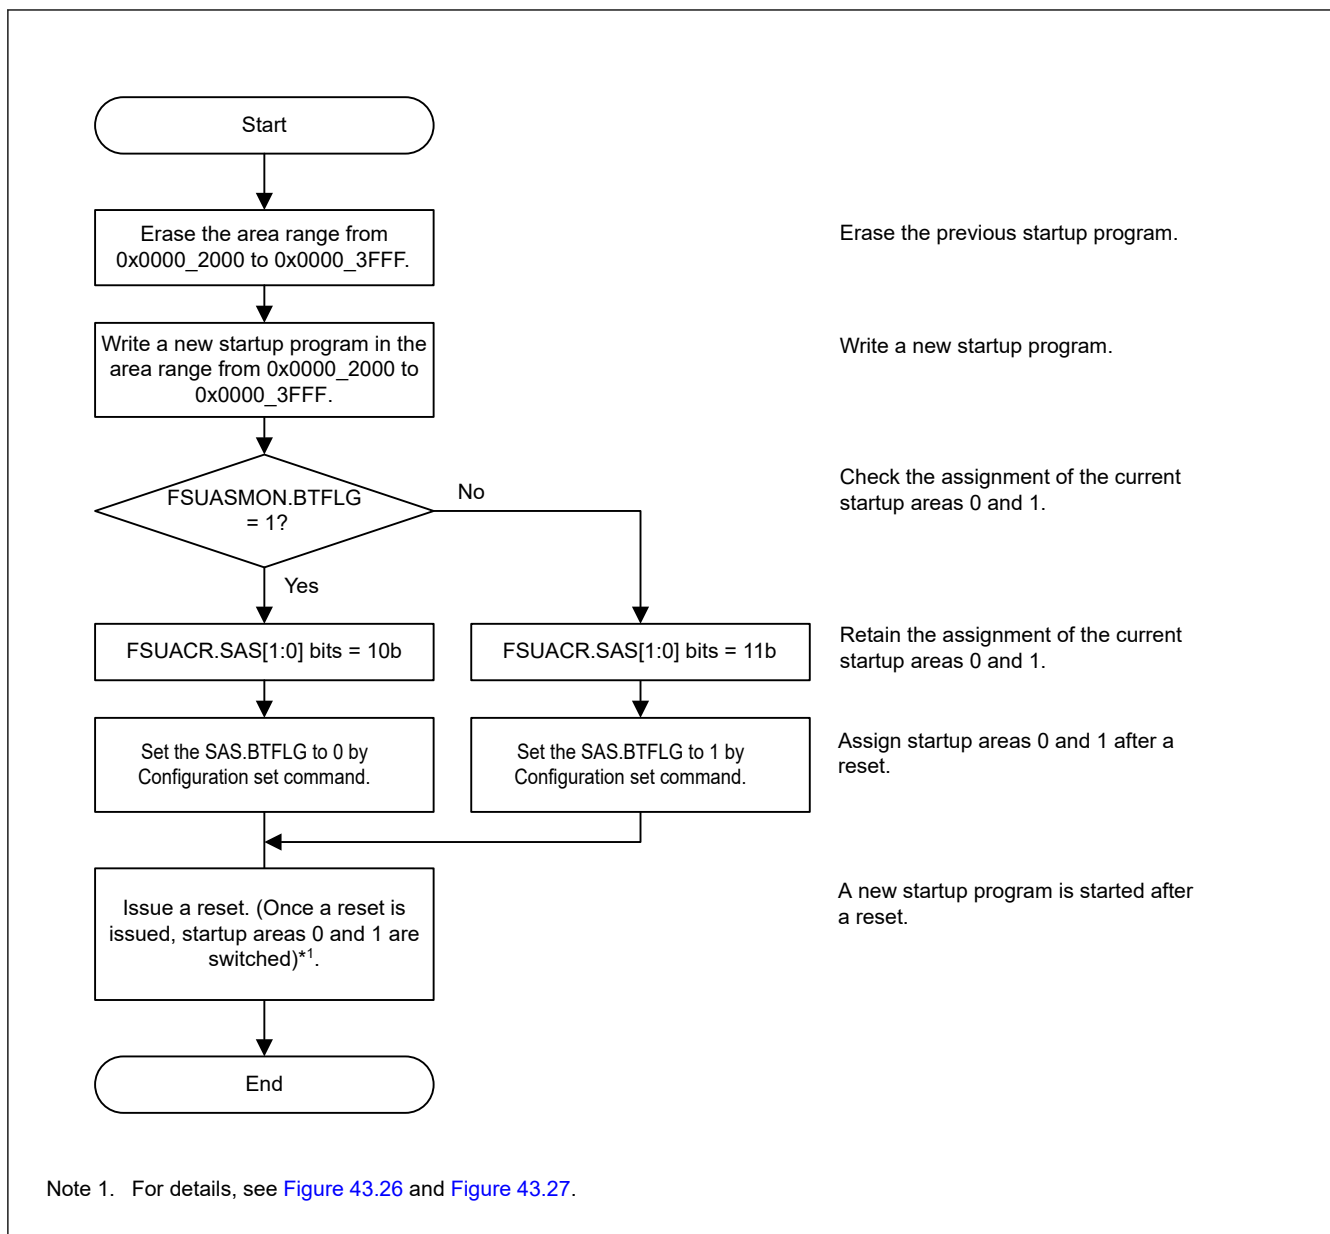 Start
Erase the area range from
0x0000_2000 to 0x0000_3FFF.
Erase the previous startup program.
Write a new startup program in the
area range from 0x0000_2000 to
0x0000_3FFF.
Write a new startup program.
FSUASMON.BTFLG
= 1?
No
Yes
Check the assignment of the current
startup areas 0 and 1.
FSUACR.SAS[1:0] bits = 10b
FSUACR.SAS[1:0] bits = 11b
Retain the assignment of the current
startup areas 0 and 1.
Set the SAS.BTFLG to 0 by
Configuration set command.
Set the SAS.BTFLG to 1 by
Configuration set command.
Assign startup areas 0 and 1 after a
reset.
Issue a reset. (Once a reset is
issued, startup areas 0 and 1 are
switched)*1.
A new startup program is started after
a reset.
End
Note 1. For details, see Figure 43.26 and Figure 43.27.